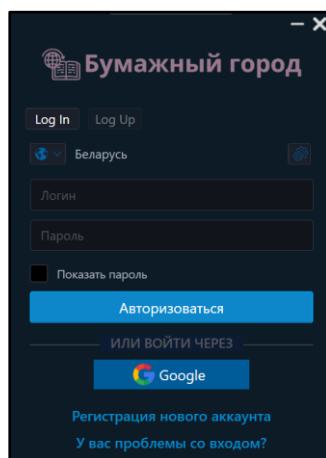 Бумажный город
Log In Log Up
Беларусь
Логин
Пароль
Показать пароль
Авторизоваться
ИЛИ ВОЙТИ ЧЕРЕЗ
Google
Регистрация нового аккаунта
У вас проблемы со входом?